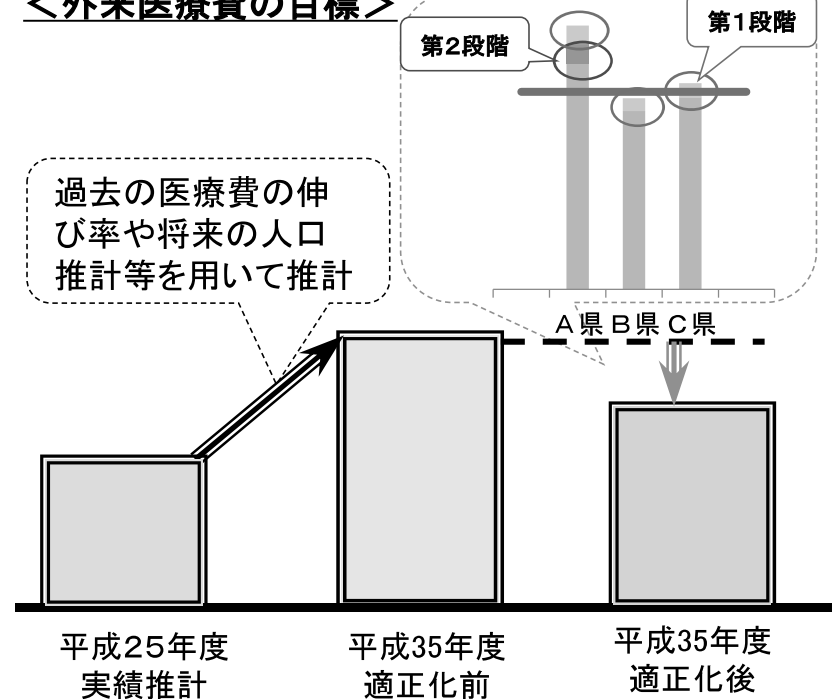 ＜外来医療費の目標＞
第2段階
第1段階
過去の医療費の伸
び率や将来の人口
推計等を用いて推計
A県 B県 C県
平成25年度
実績推計
平成35年度
適正化前
平成35年度
適正化後